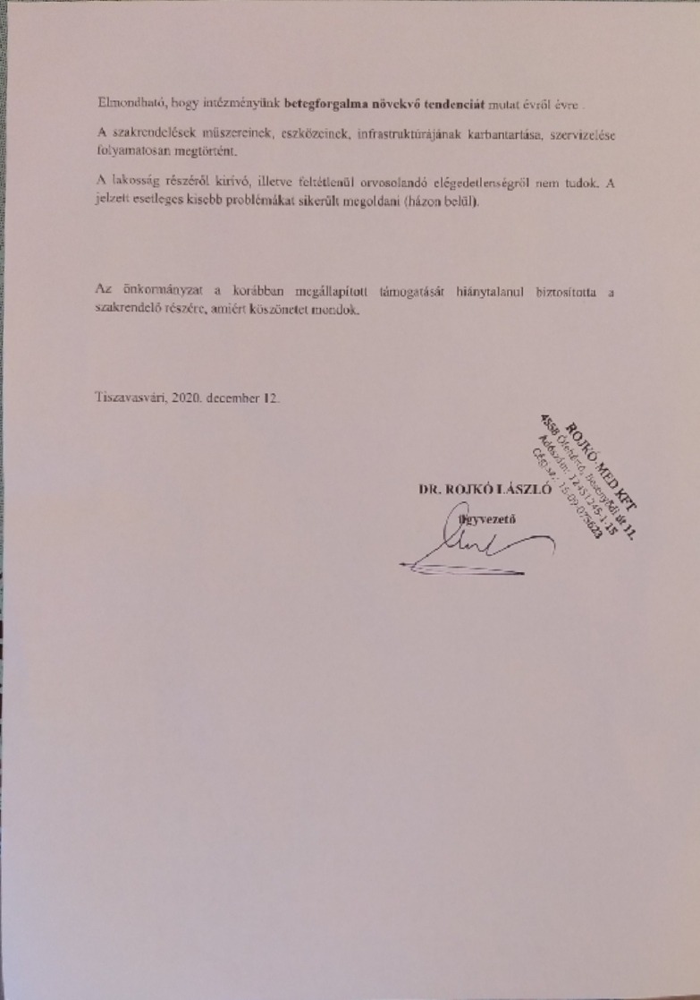 Elmondható, hogy intézményünk betegforgalma növekvő tendenciát mutat évről évre .
A szakrendelések műszereinek, eszközeinek, infrastruktúrájának karbantartása, szervizelése
folyamatosan megtörtént.
A lakosság részéről kirívó, illetve feltétlenül orvosolandó elégedetlenségről nem tudok. A
jelzett esetleges kisebb problémákat sikerült megoldani (házon belül).
Az önkormányzat a korábban megállapított támogatását hiánytalanul biztosította a
szakrendelő részére, amiért köszönetet mondok.
Tiszavasvári, 2020. december 12.
DR. ROJKÓ LÁSZLÓ
ügyvezető
ROJKÓ-MED KFT
4558 Ófehértó, út 11.
Adószám: 12451245-1-15
Cégj.sz.: 15-09-075623